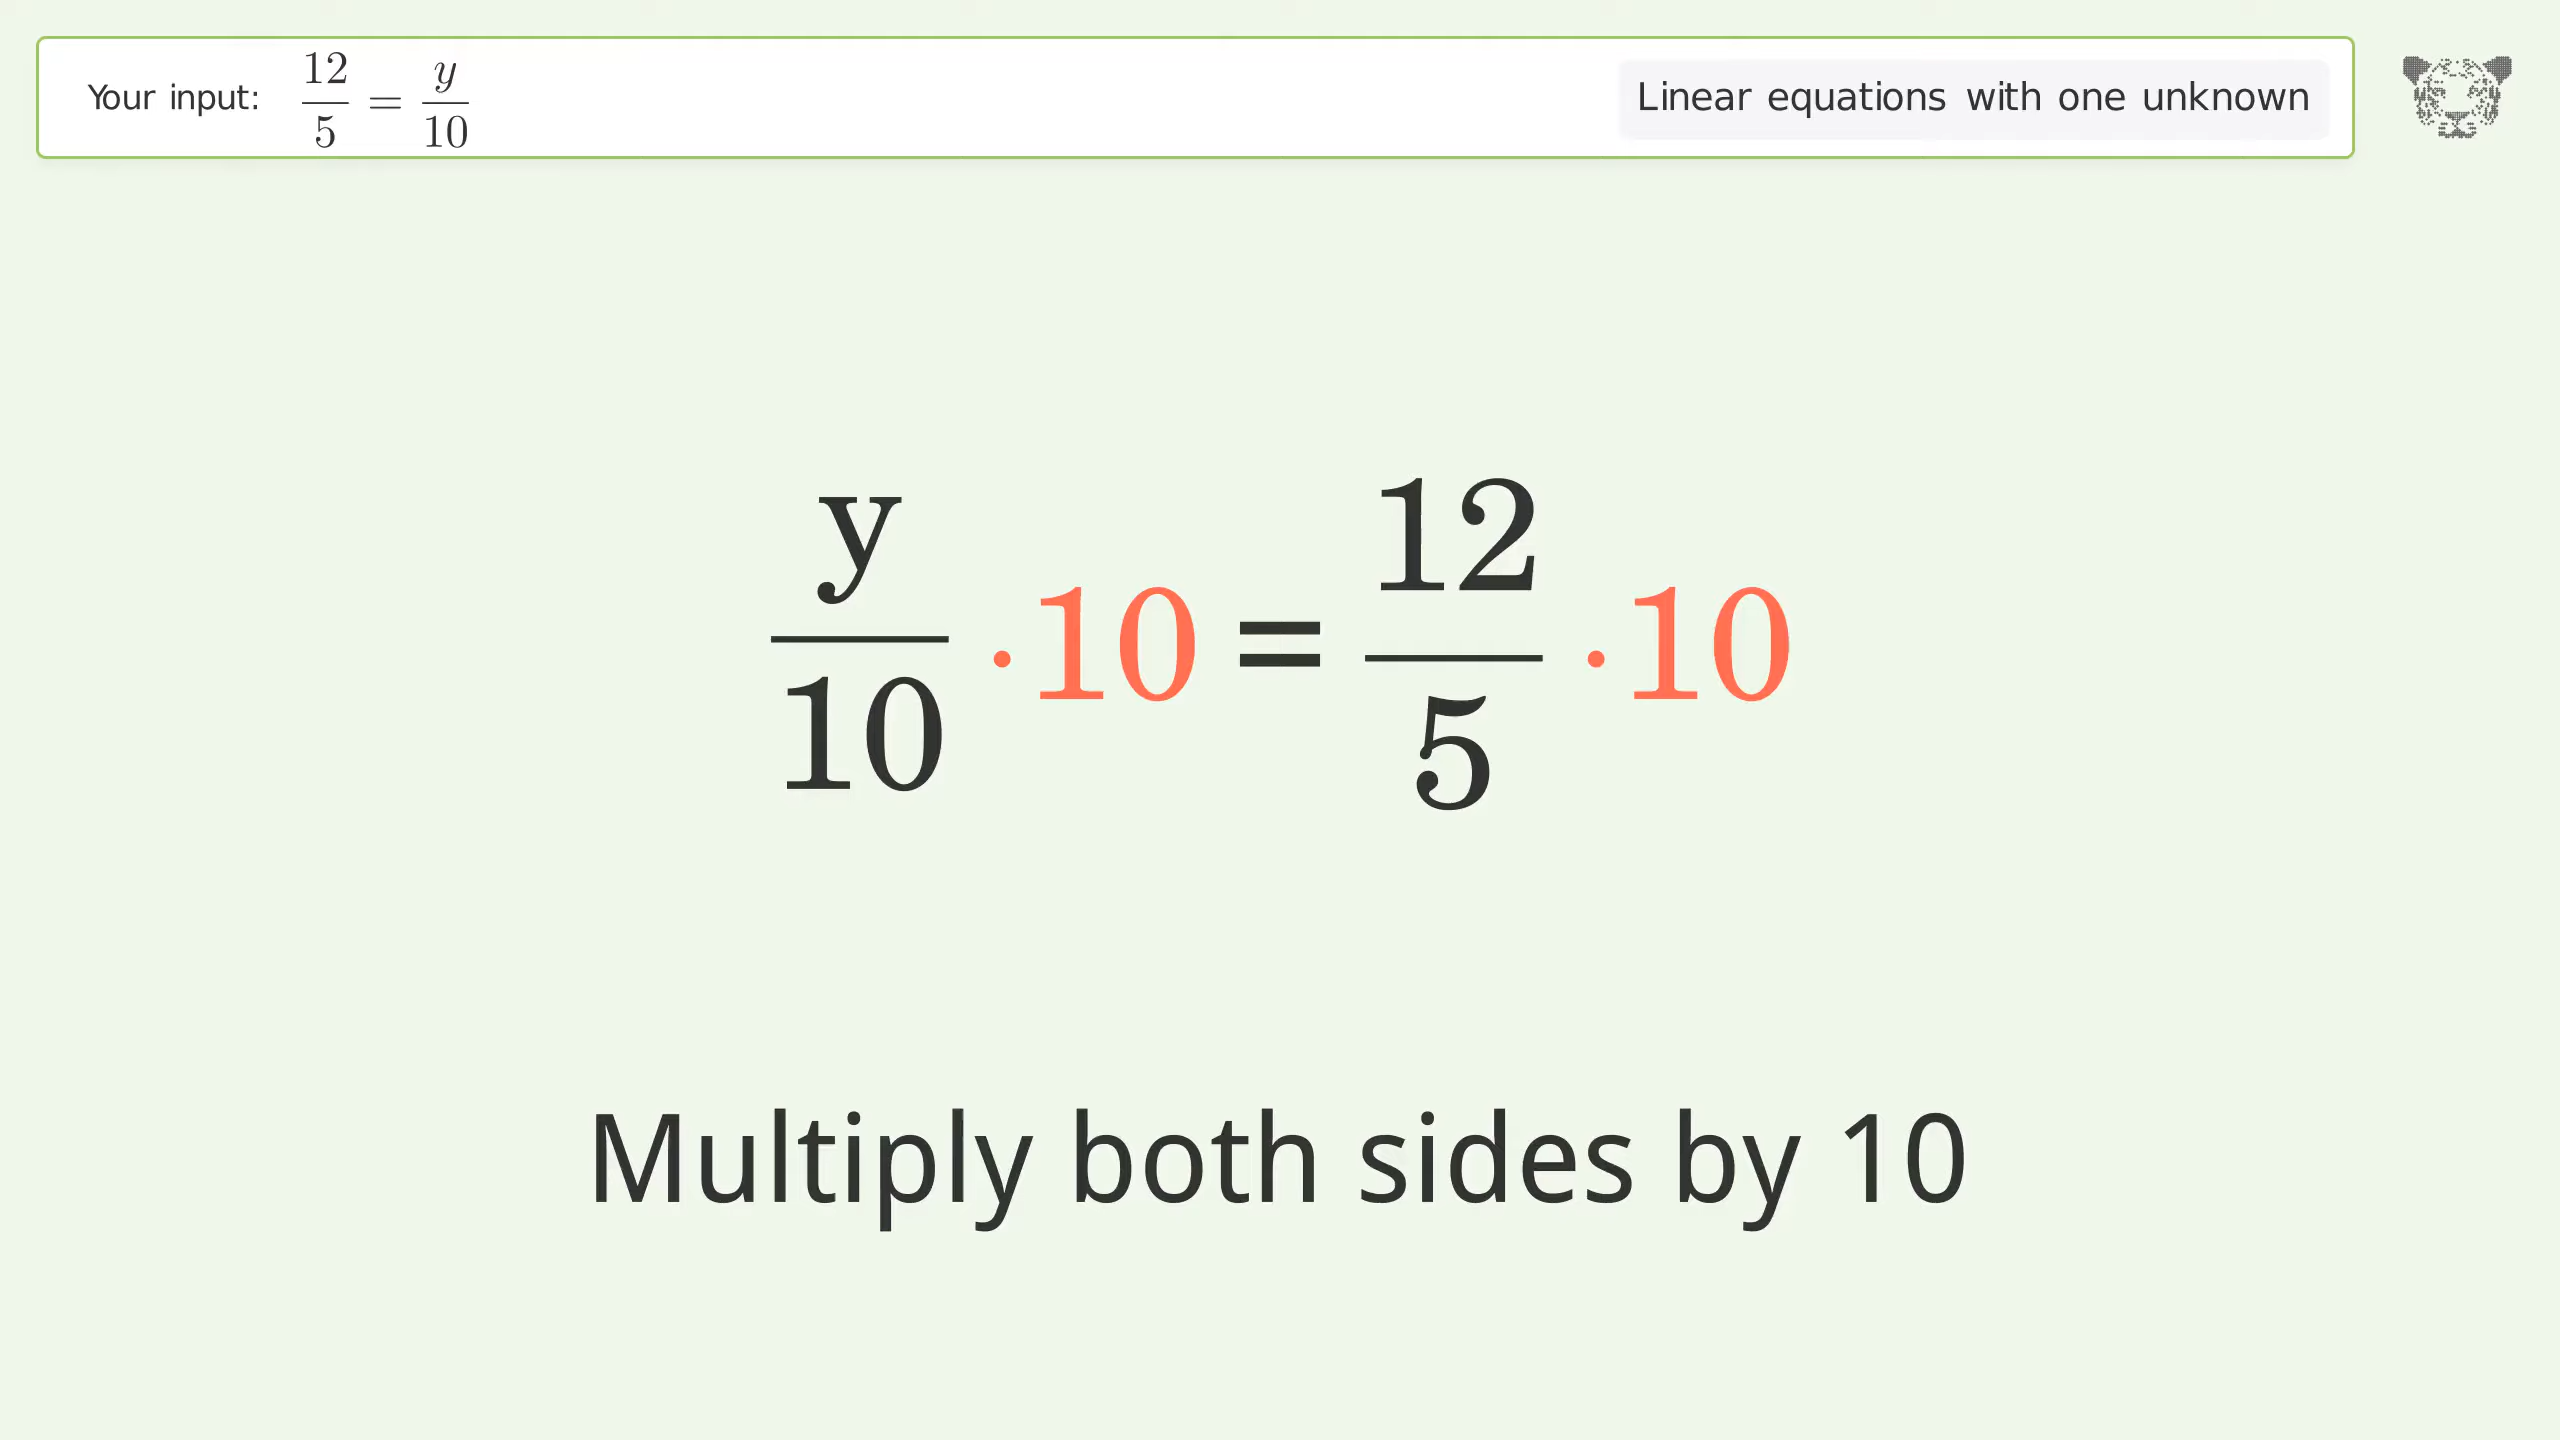 Your input: 12/5 = y/10
Linear equations with one unknown
y/10 · 10 = 12/5 · 10
Multiply both sides by 10